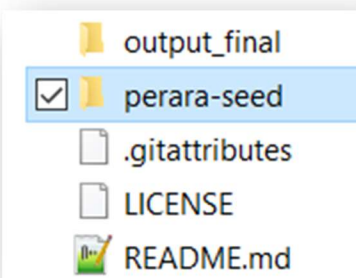 output_final
perara-seed
.gitattributes
LICENSE
README.md